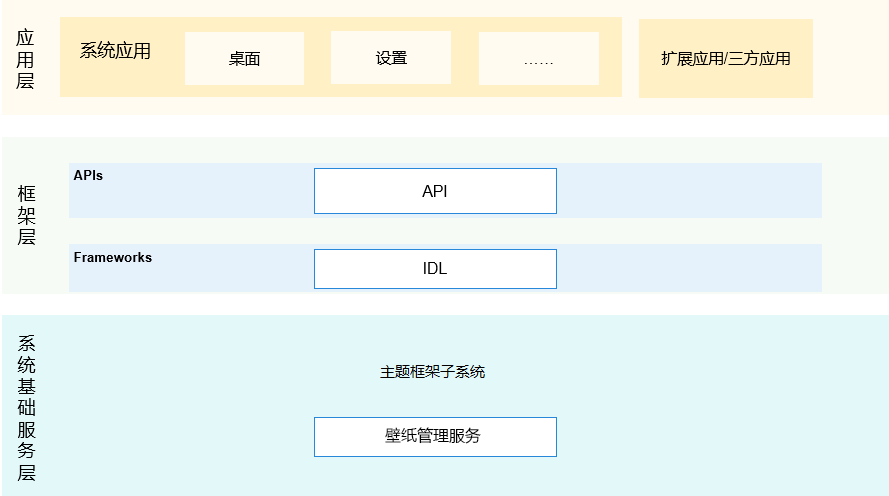 应用层
系统应用
桌面
设置
......
扩展应用/三方应用
框架层
APIs
API
Frameworks
IDL
系统基础服务层
主题框架子系统
壁纸管理服务